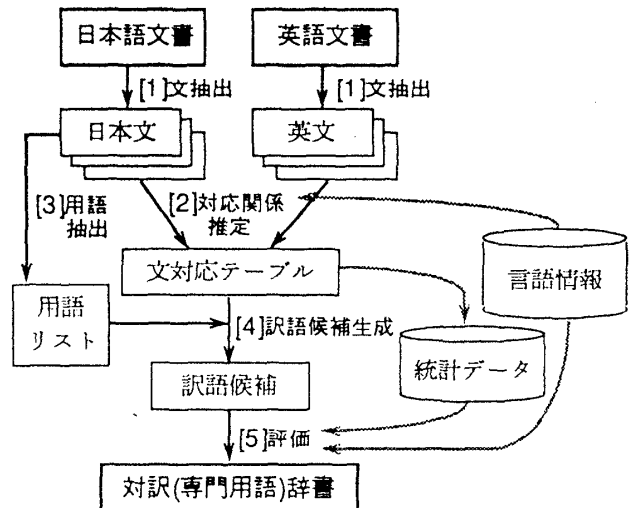 日本語文書
英語文書
[1]文抽出
[1]文抽出
日本文
英文
[3]用語
抽出
[2]対応関係
推定
文対応テーブル
言語情報
用語
リスト
[4]訳語候補生成
統計データ
訳語候補
[5]評価
対訳(専門用語)辞書